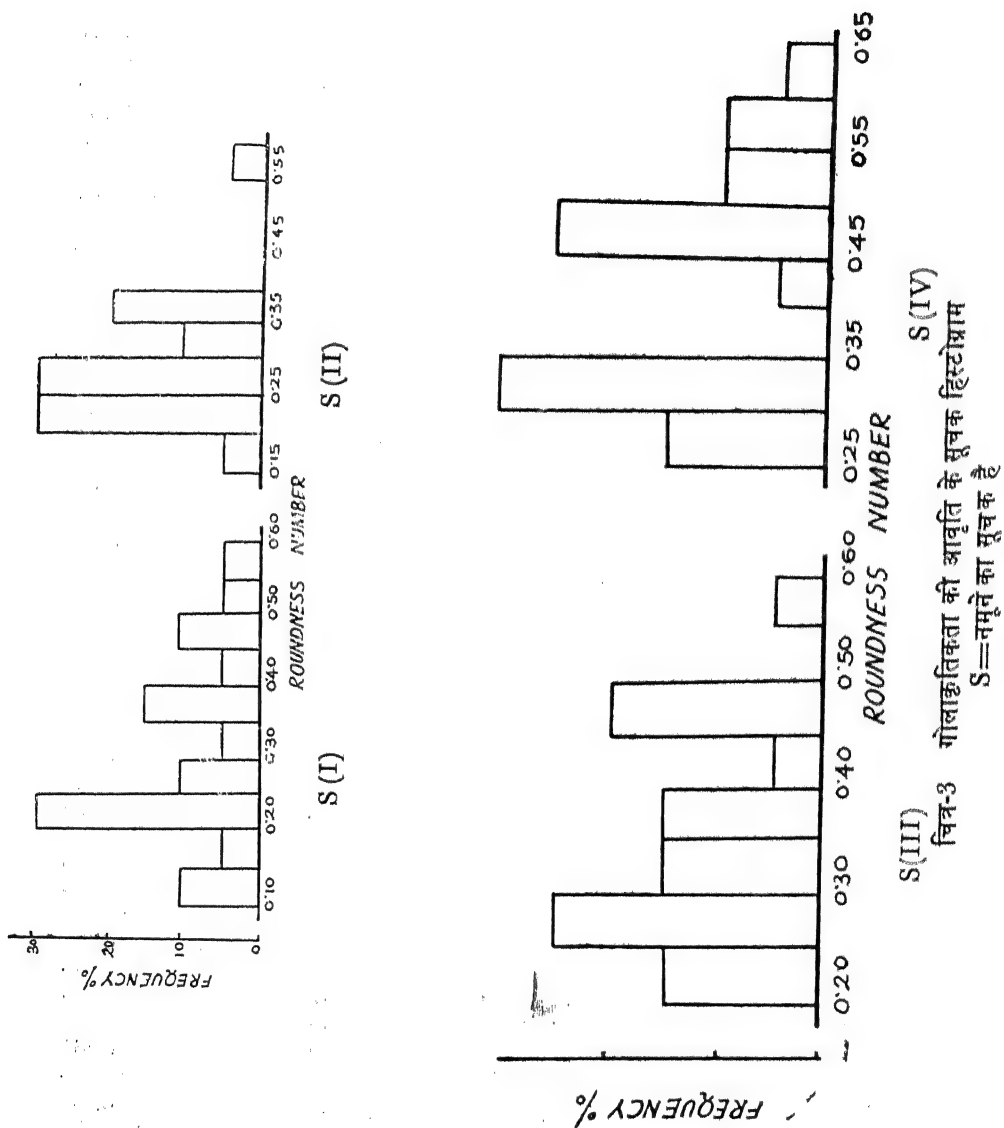 FREQUENCY %
30
20
10
0
0.10 0.20 0.30 0.40 0.50 0.60
0.15 0.25 0.35 0.45 0.55
ROUNDNESS NUMBER
S (I)
S (II)
FREQUENCY %
0.20 0.30 0.40 0.50 0.60
0.25 0.35 0.45 0.55 0.65
ROUNDNESS NUMBER
S(III)
S (IV)
चित्र-3 गोलाकृतिकता की आवृति के सूचक हिस्टोग्राम
S==नमूने का सूचक है